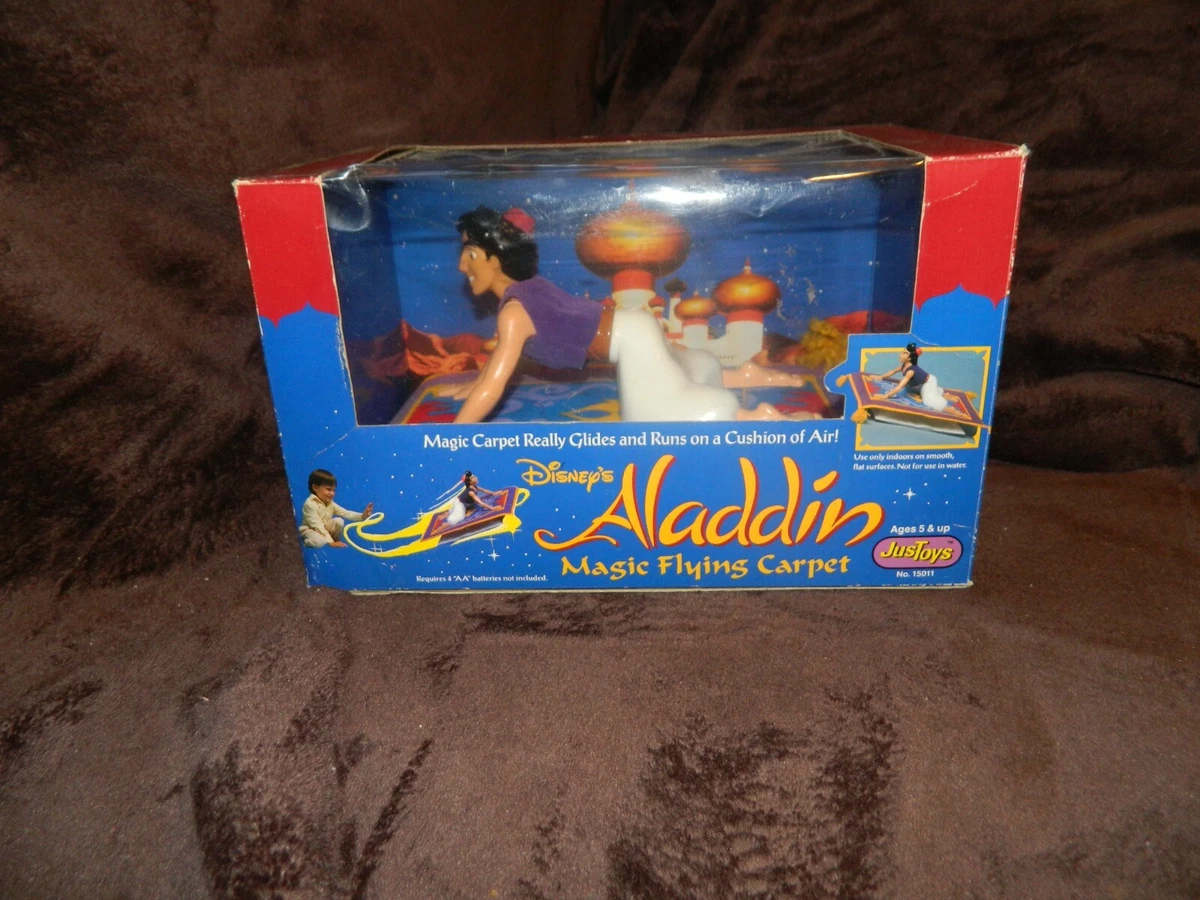 Magic Carpet Really Glides and Runs on a Cushion of Air!
Use only indoors on smooth,
flat surfaces. Not for use in water.
Disney's
Aladdin
Magic Flying Carpet
Ages 5 & up
JusToys™
No. 15011
Requires 4 "AA" batteries not included.